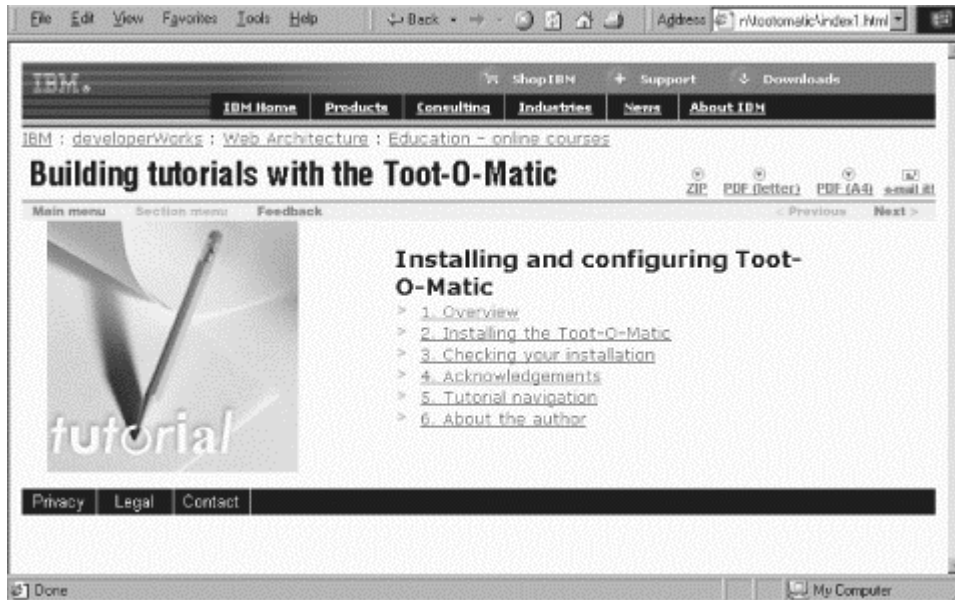 File Edit View Favorites Tools Help Back Address r\tootomatic\index1.html
IBM. ShopIBM + Support Downloads
IBM Home Products Consulting Industries News About IBM
IBM : developerWorks : Web Architecture : Education – online courses
Building tutorials with the Toot-O-Matic
ZIP PDF (letter) PDF (A4) e-mail it!
Main menu Section menu Feedback < Previous Next >
tutorial
Installing and configuring Toot-
O-Matic
> 1. Overview
> 2. Installing the Toot-O-Matic
> 3. Checking your installation
> 4. Acknowledgements
> 5. Tutorial navigation
> 6. About the author
Privacy Legal Contact
Done My Computer